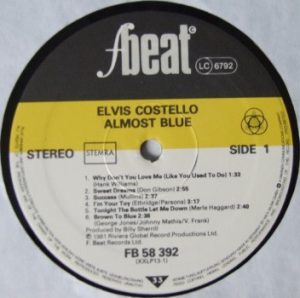 fbeat
LC 6792
ELVIS COSTELLO
ALMOST BLUE
STEREO
STEMRA
SIDE 1
1. Why Don't You Love Me (Like You Used To Do) 1:33
(Hank Williams)
2. Sweet Dreams (Don Gibson) 2:55
3. Success (Mullins) 2:17
4. I'm Your Toy (Ethridge/Parsons) 3:17
5. Tonight The Bottle Let Me Down (Merle Haggard) 2:40
6. Brown To Blue 2:38
(George Jones/Johnny Mathis/V. Frank)
Produced by Billy Sherrill
℗ 1981 Riviera Global Record Productions Ltd.
F. Beat Records Ltd.
FB 58 392
(XXLP13-1)
33